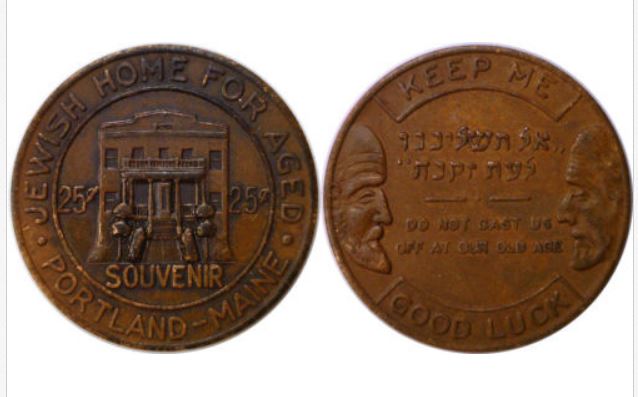 JEWISH HOME FOR AGED
25¢ 25¢
SOUVENIR
PORTLAND-MAINE
KEEP ME
„אל תשליכנו
לעת זקנה"
DO NOT CAST US
OFF AT OUR OLD AGE
GOOD LUCK